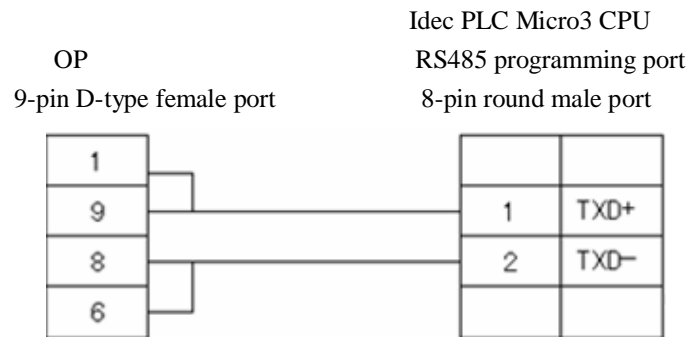 Idec PLC Micro3 CPU
OP RS485 programming port
9-pin D-type female port 8-pin round male port
1
9 1 TXD+
8 2 TXD-
6